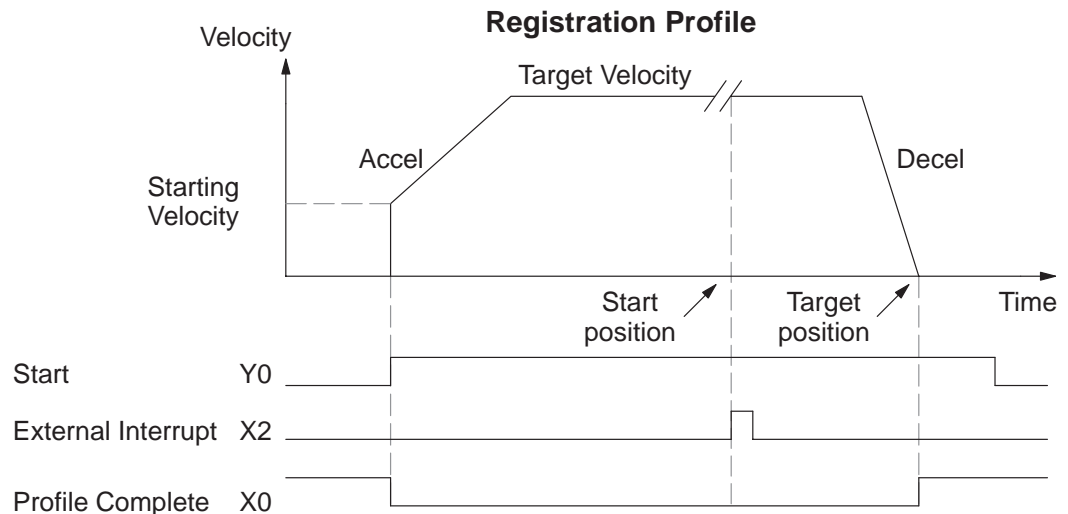 Registration Profile
Velocity
Target Velocity
Accel
Decel
Starting
Velocity
Start
position
Target
position
Time
Start Y0
External Interrupt X2
Profile Complete X0